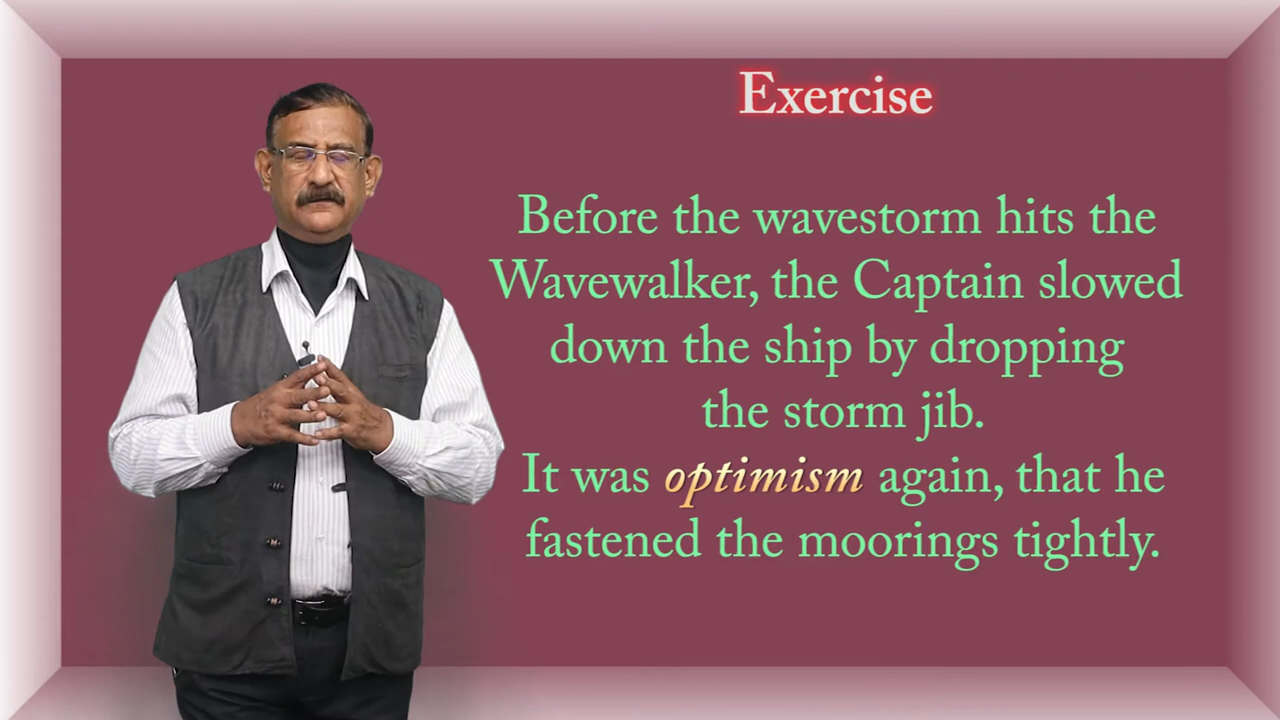 Exercise
Before the wavestorm hits the
Wavewalker, the Captain slowed
down the ship by dropping
the storm jib.
It was optimism again, that he
fastened the moorings tightly.